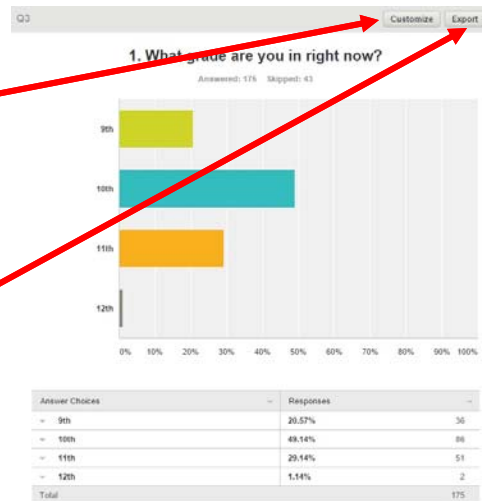 Q3
Customize Export
1. What grade are you in right now?
Answered: 175 Skipped: 43
9th
10th
11th
12th
0% 10% 20% 30% 40% 50% 60% 70% 80% 90% 100%
Answer Choices Responses
9th 20.57% 36
10th 49.14% 86
11th 29.14% 51
12th 1.14% 2
Total 175